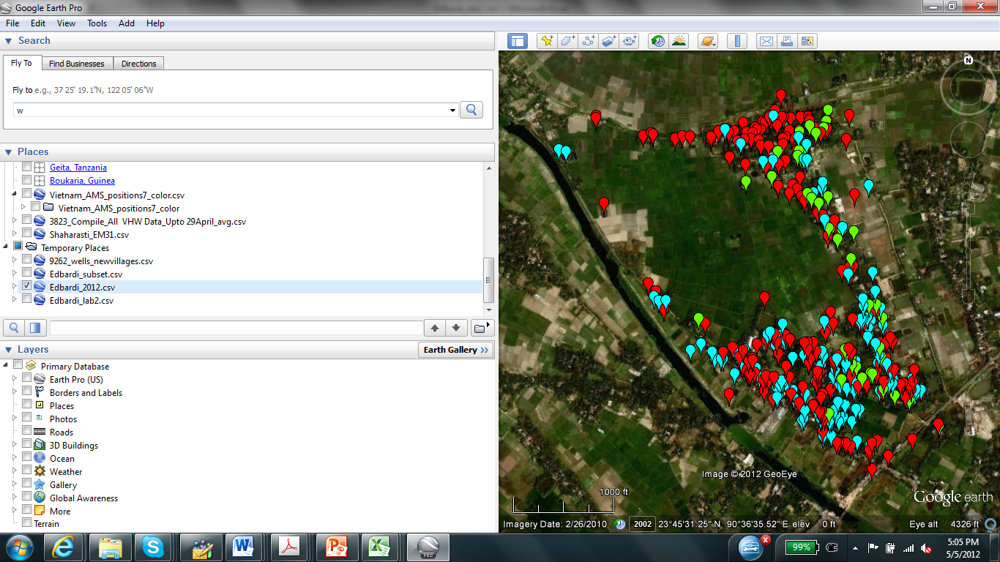 Google Earth Pro
File Edit View Tools Add Help
Search
Fly To Find Businesses Directions
Fly to e.g., 37 25' 19.1"N, 122 05' 06"W
w
Places
Geita, Tanzania
Boukaria, Guinea
Vietnam_AMS_positions7_color.csv
Vietnam_AMS_positions7_color
3823_Compile_All VHW Data_Upto 29April_avg.csv
Shaharasti_EM31.csv
Temporary Places
9262_wells_newvillages.csv
Edbardi_subset.csv
Edbardi_2012.csv
Edbardi_lab2.csv
Layers
Earth Gallery >>
Primary Database
Earth Pro (US)
Borders and Labels
Places
Photos
Roads
3D Buildings
Ocean
Weather
Gallery
Global Awareness
More
Terrain
N
Image © 2012 GeoEye
1000 ft
Google earth
Imagery Date: 2/26/2010 2002 23°45'31.25" N 90°36'35.52" E elev 0 ft Eye alt 4326 ft
PRO
99%
5:05 PM
5/5/2012